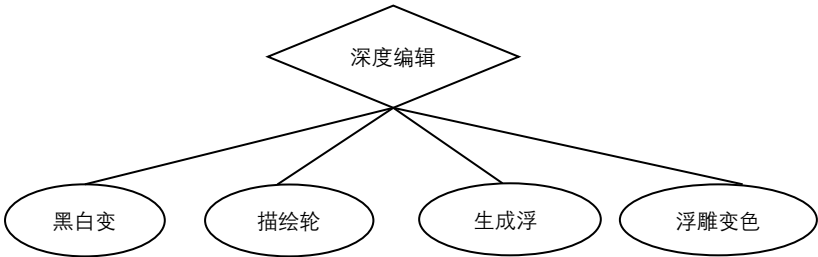 深度编辑
黑白变
描绘轮
生成浮
浮雕变色